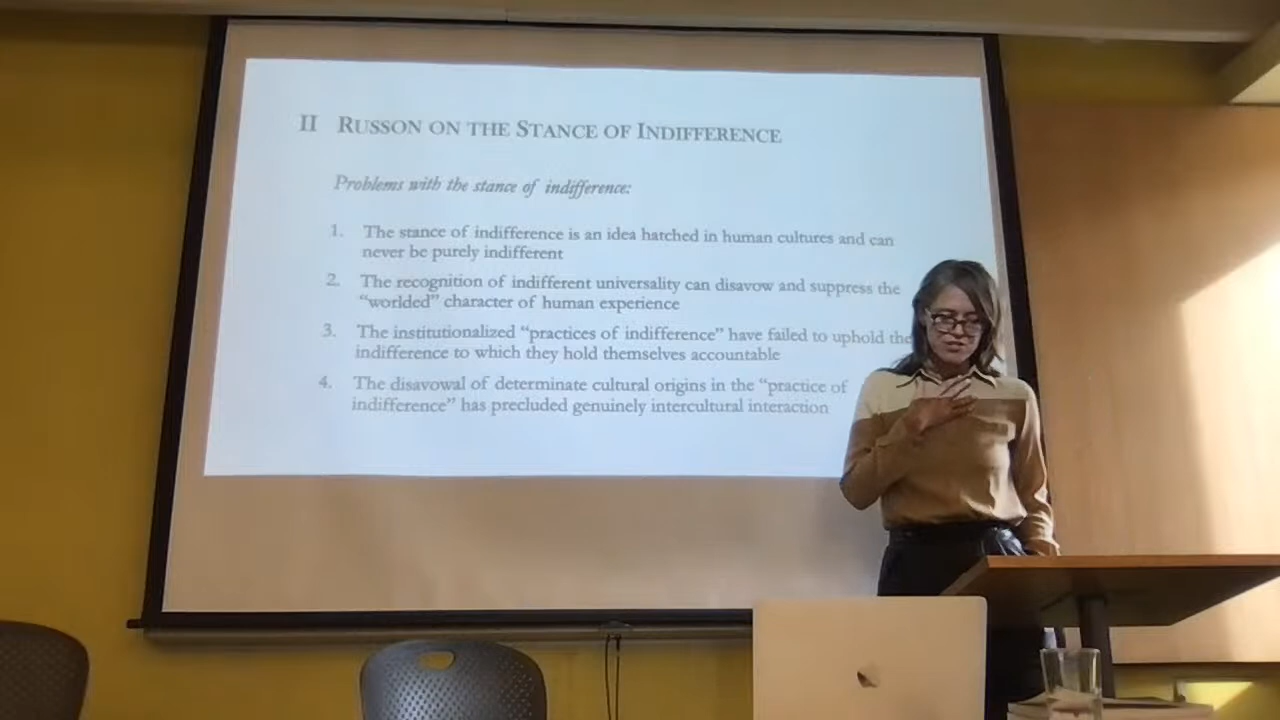 II RUSSON ON THE STANCE OF INDIFFERENCE
Problems with the stance of indifference:
1. The stance of indifference is an idea hatched in human cultures and can
never be purely indifferent
2. The recognition of indifferent universality can disavow and suppress the
“worlded” character of human experience
3. The institutionalized “practices of indifference” have failed to uphold the
indifference to which they hold themselves accountable
4. The disavowal of determinate cultural origins in the “practice of
indifference” has precluded genuinely intercultural interaction